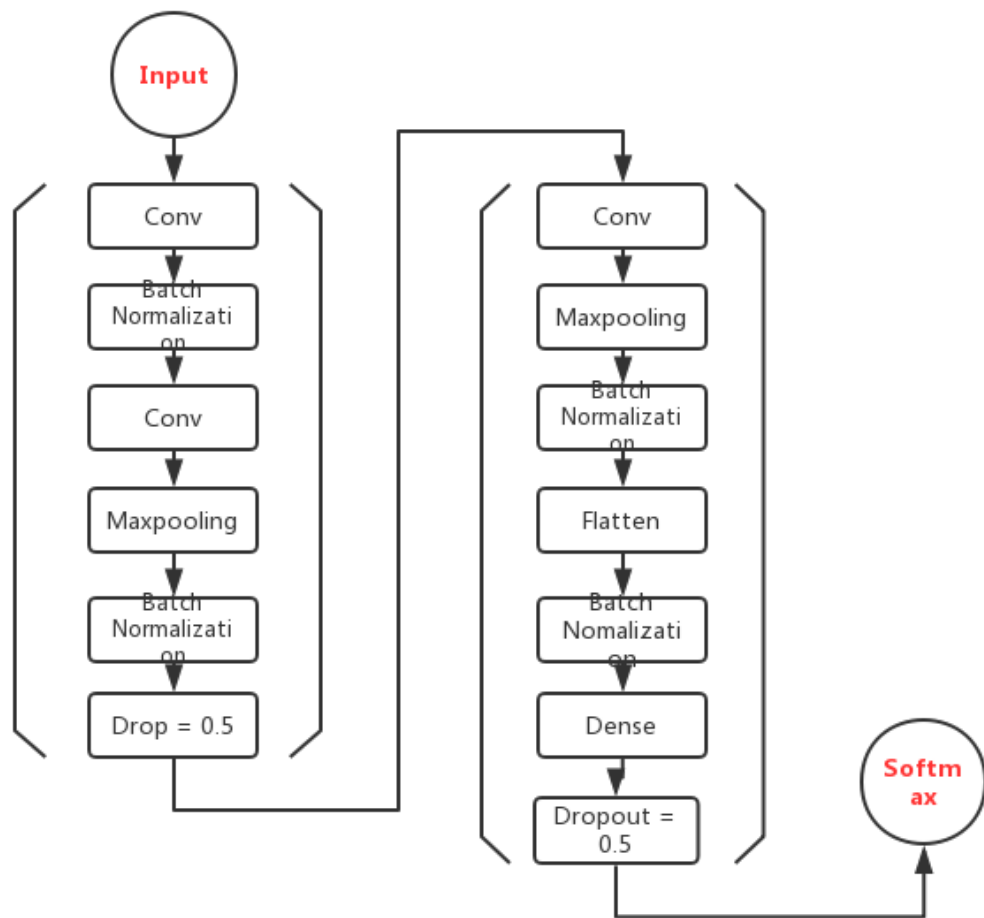 Input
Conv
Batch
Normalizati
on
Conv
Maxpooling
Batch
Normalizati
on
Drop = 0.5
Conv
Maxpooling
Batch
Normalizati
on
Flatten
Batch
Nomalizati
on
Dense
Dropout =
0.5
Softm
ax